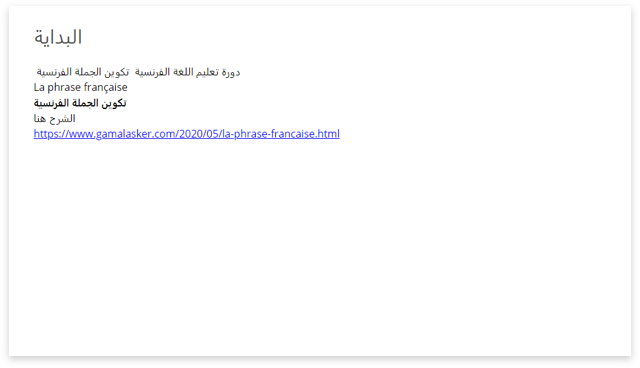 البداية
دورة تعليم اللغة الفرنسية تكوين الجملة الفرنسية
La phrase française
تكوين الجملة الفرنسية
الشرح هنا
https://www.gamalasker.com/2020/05/la-phrase-francaise.html